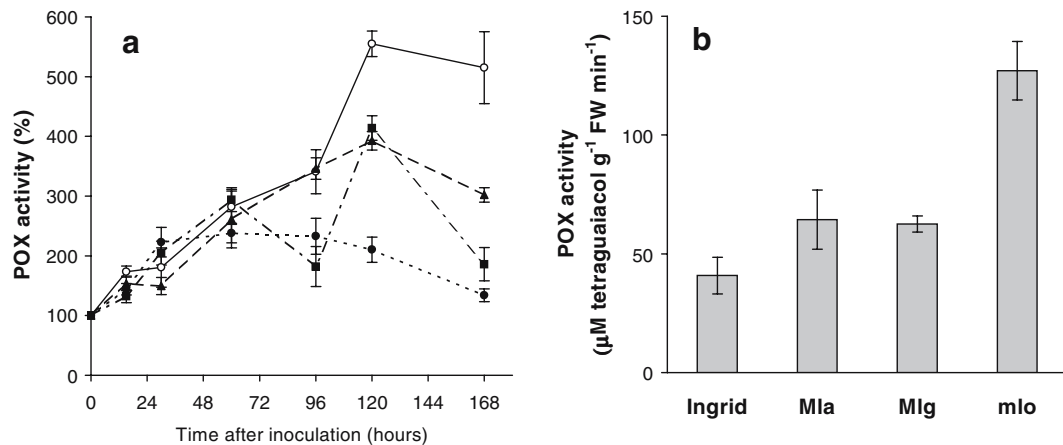 a
POX activity (%)
600
500
400
300
200
100
0
0 24 48 72 96 120 144 168
Time after inoculation (hours)
b
POX activity
(μM tetraguaiacol g⁻¹ FW min⁻¹)
150
100
50
0
Ingrid Mla Mlg mlo